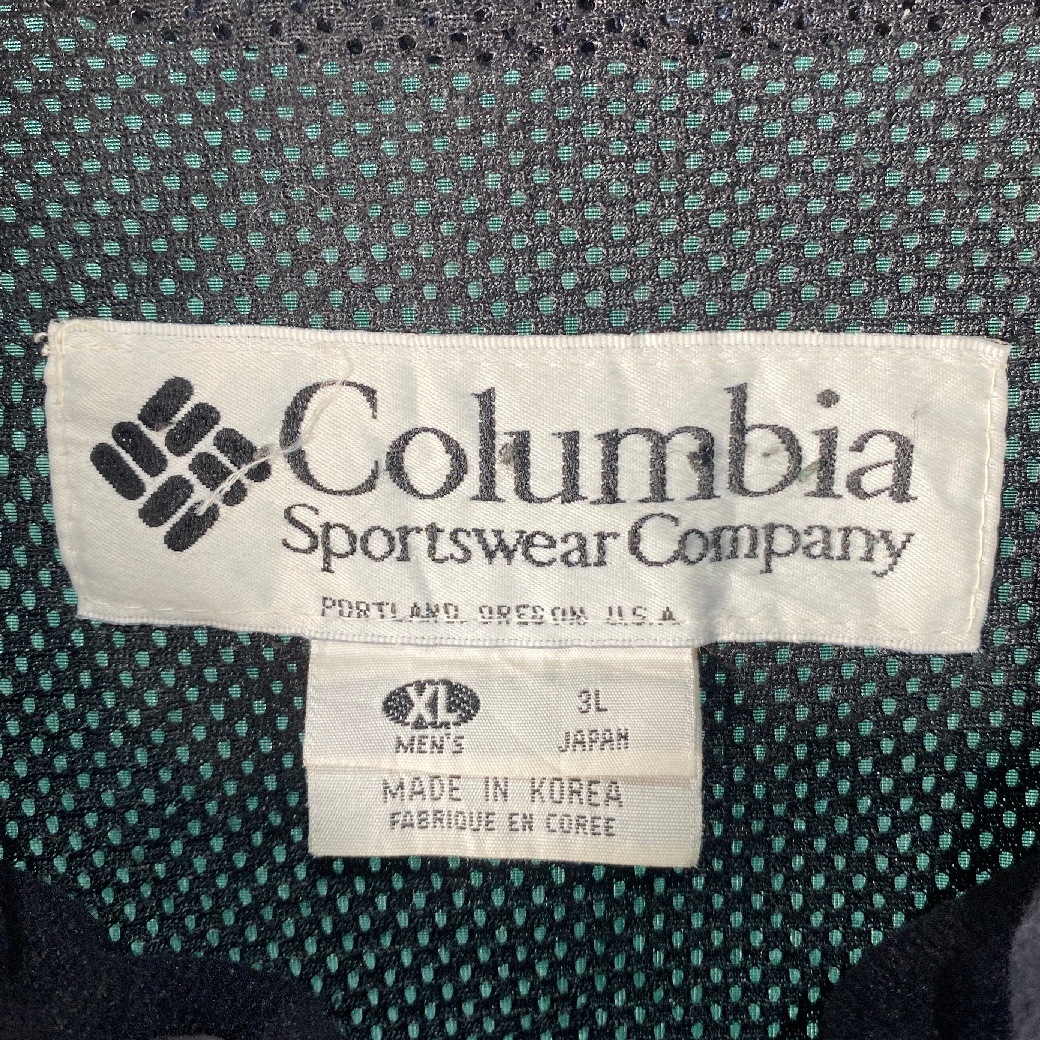 Columbia
Sportswear Company
PORTLAND, OREGON U.S.A
XL 3L
MEN'S JAPAN
MADE IN KOREA
FABRIQUE EN COREE